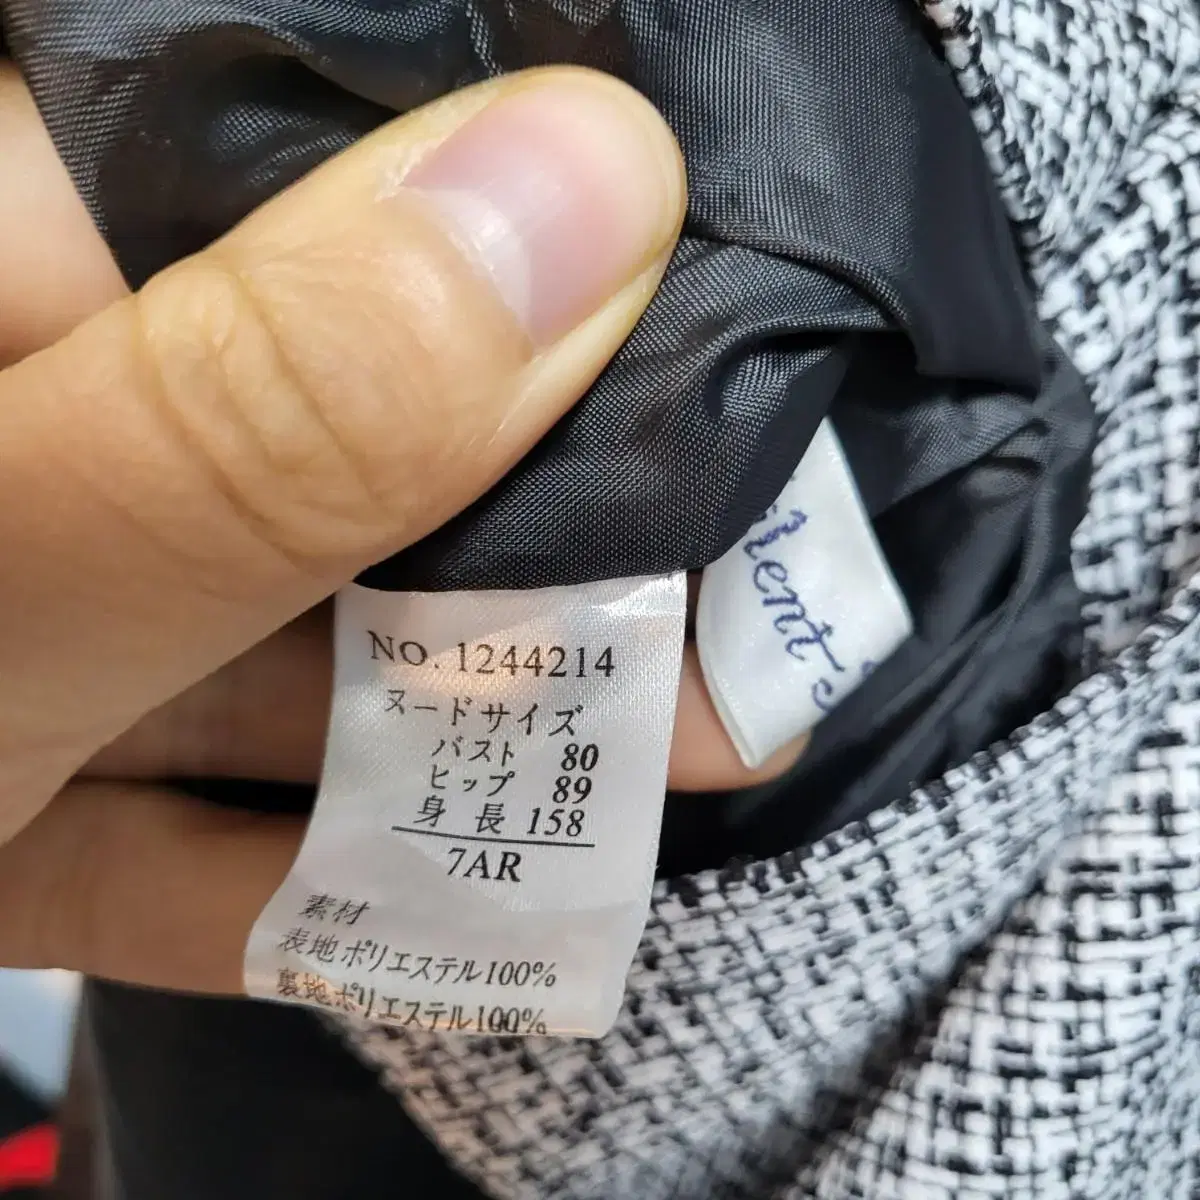 NO. 1244214
ヌードサイズ
バスト 80
ヒップ 89
身長 158
7AR
素材
表地ポリエステル100%
裏地ポリエステル100%